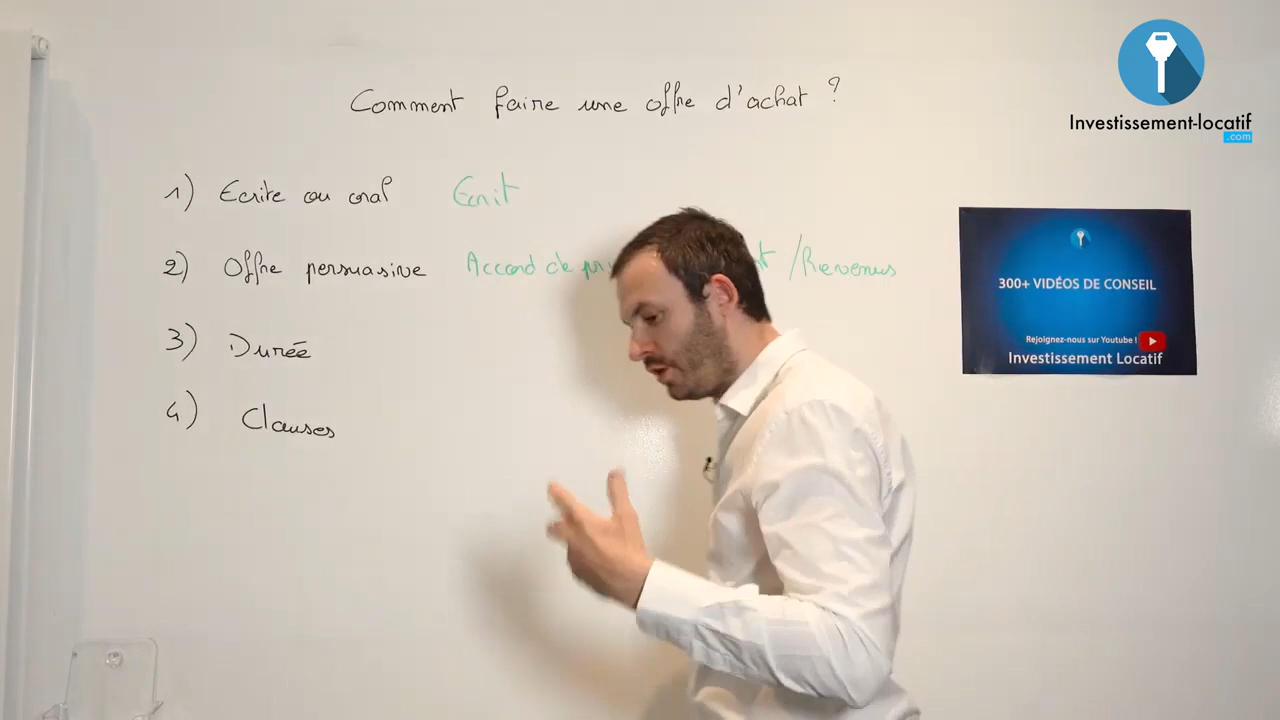 Comment faire une offre d'achat ?
Investissement-locatif
.com
1) Ecrite ou oral Ecrit
2) Offre persuasive Accord de /Revenus
3) Durée
4) Clauses
300+ VIDÉOS DE CONSEIL
Rejoignez-nous sur Youtube !
Investissement Locatif